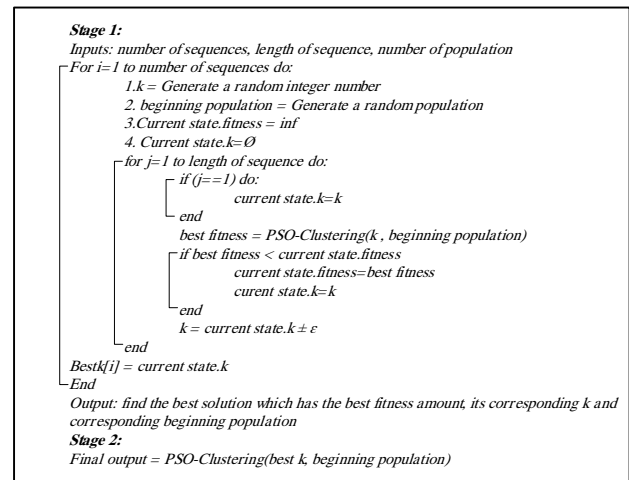 Stage 1:
Inputs: number of sequences, length of sequence, number of population
For i=1 to number of sequences do:
1.k = Generate a random integer number
2. beginning population = Generate a random population
3.Current state.fitness = inf
4. Current state.k=Ø
for j=1 to length of sequence do:
if (j==1) do:
current state.k=k
end
best fitness = PSO-Clustering(k , beginning population)
if best fitness < current state.fitness
current state.fitness=best fitness
curent state.k=k
end
k = current state.k ± ε
end
Bestk[i] = current state.k
End
Output: find the best solution which has the best fitness amount, its corresponding k and
corresponding beginning population
Stage 2:
Final output = PSO-Clustering(best k, beginning population)